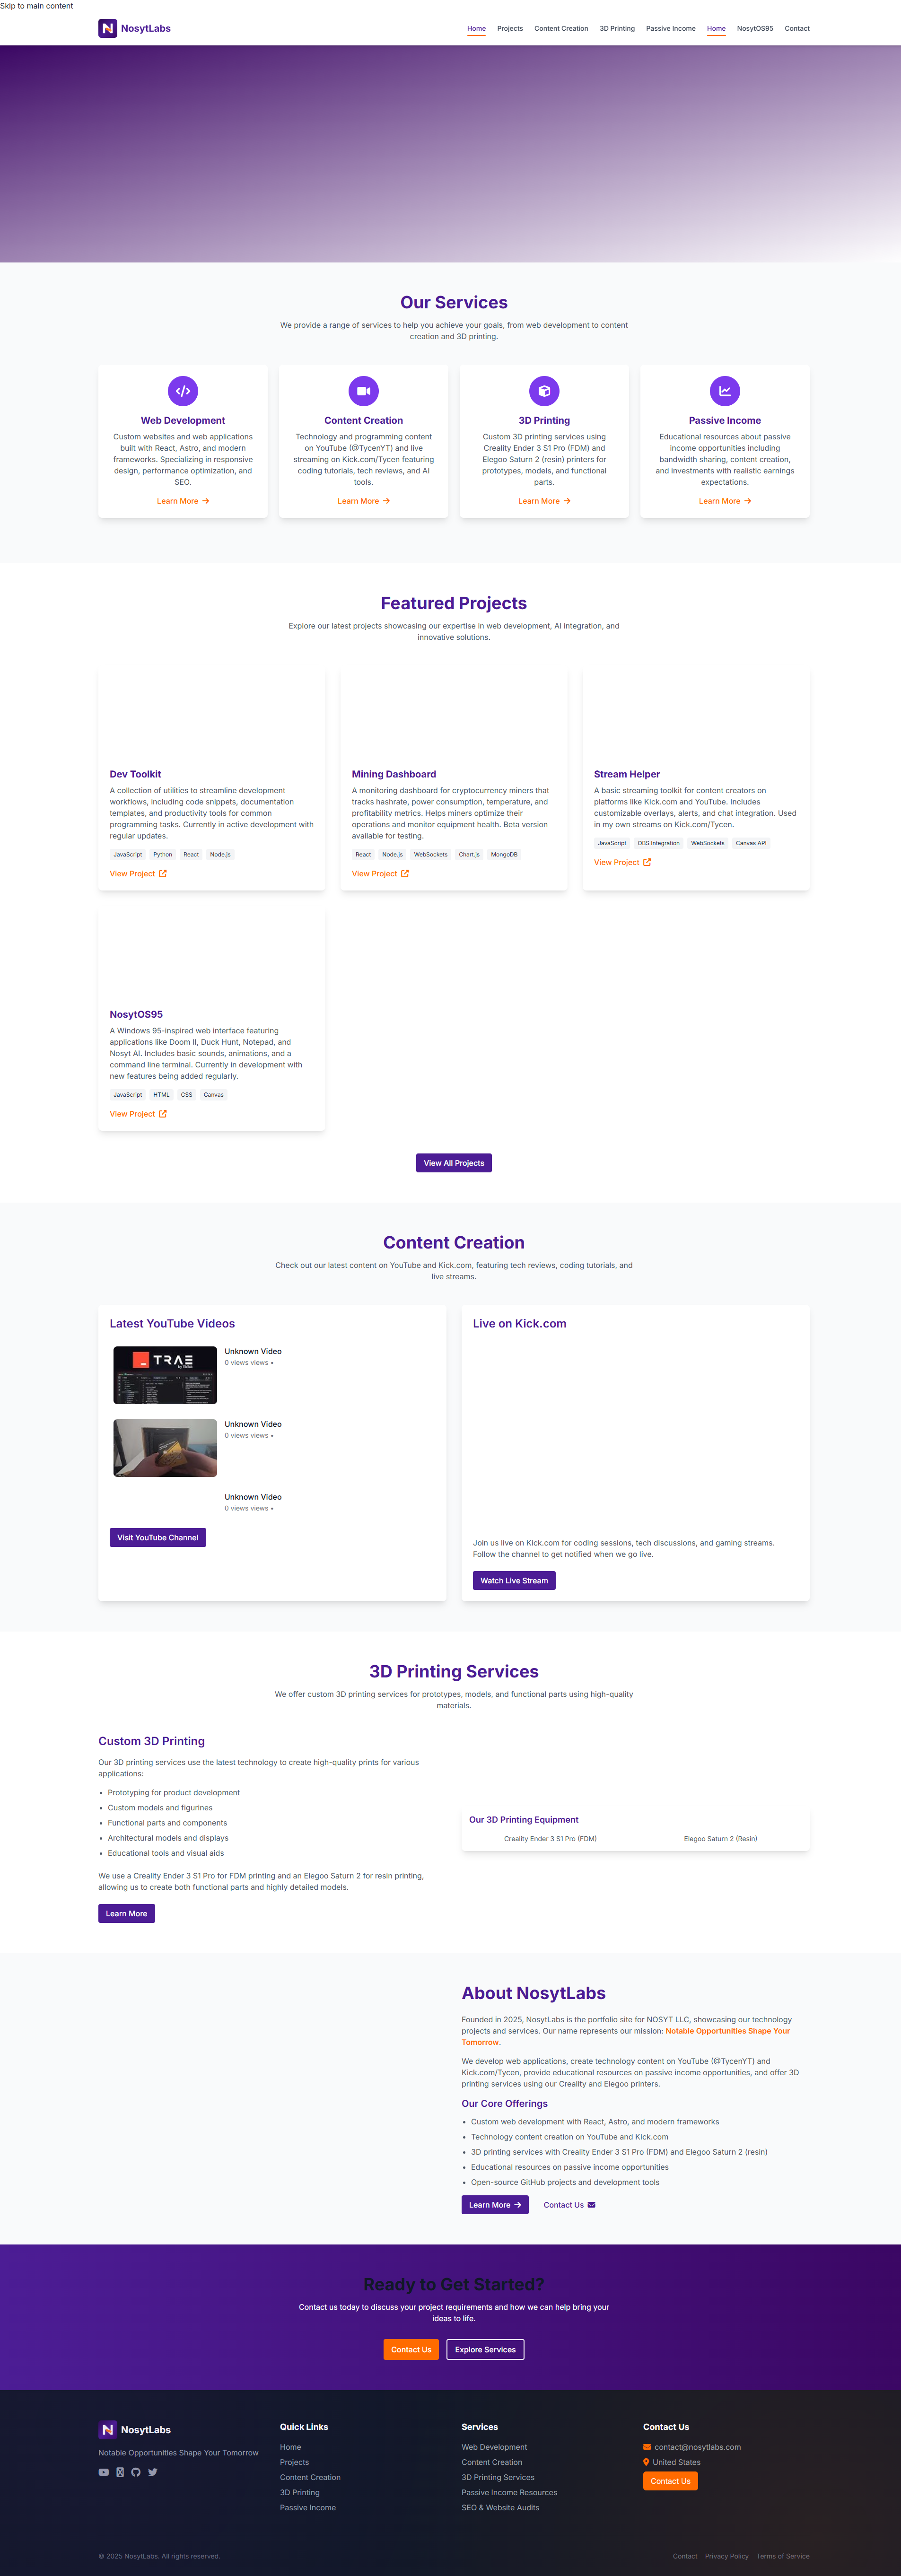 Skip to main content
NosytLabs
Home Projects Content Creation 3D Printing Passive Income Home NosytOS95 Contact
Our Services
We provide a range of services to help you achieve your goals, from web development to content
creation and 3D printing.
Web Development
Custom websites and web applications
built with React, Astro, and modern
frameworks. Specializing in responsive
design, performance optimization, and
SEO.
Learn More
Content Creation
Technology and programming content
on YouTube (@TycenYT) and live
streaming on Kick.com/Tycen featuring
coding tutorials, tech reviews, and AI
tools.
Learn More
3D Printing
Custom 3D printing services using
Creality Ender 3 S1 Pro (FDM) and
Elegoo Saturn 2 (resin) printers for
prototypes, models, and functional
parts.
Learn More
Passive Income
Educational resources about passive
income opportunities including
bandwidth sharing, content creation,
and investments with realistic earnings
expectations.
Learn More
Featured Projects
Explore our latest projects showcasing our expertise in web development, AI integration, and
innovative solutions.
Dev Toolkit
A collection of utilities to streamline development
workflows, including code snippets, documentation
templates, and productivity tools for common
programming tasks. Currently in active development with
regular updates.
JavaScript Python React Node.js
View Project
Mining Dashboard
A monitoring dashboard for cryptocurrency miners that
tracks hashrate, power consumption, temperature, and
profitability metrics. Helps miners optimize their
operations and monitor equipment health. Beta version
available for testing.
React Node.js WebSockets Chart.js MongoDB
View Project
Stream Helper
A basic streaming toolkit for content creators on
platforms like Kick.com and YouTube. Includes
customizable overlays, alerts, and chat integration. Used
in my own streams on Kick.com/Tycen.
JavaScript OBS Integration WebSockets Canvas API
View Project
NosytOS95
A Windows 95-inspired web interface featuring
applications like Doom II, Duck Hunt, Notepad, and
Nosyt AI. Includes basic sounds, animations, and a
command line terminal. Currently in development with
new features being added regularly.
JavaScript HTML CSS Canvas
View Project
View All Projects
Content Creation
Check out our latest content on YouTube and Kick.com, featuring tech reviews, coding tutorials, and
live streams.
Latest YouTube Videos
TRAE
Unknown Video
0 views views •
Unknown Video
0 views views •
Unknown Video
0 views views •
Visit YouTube Channel
Live on Kick.com
Join us live on Kick.com for coding sessions, tech discussions, and gaming streams.
Follow the channel to get notified when we go live.
Watch Live Stream
3D Printing Services
We offer custom 3D printing services for prototypes, models, and functional parts using high-quality
materials.
Custom 3D Printing
Our 3D printing services use the latest technology to create high-quality prints for various
applications:
• Prototyping for product development
• Custom models and figurines
• Functional parts and components
• Architectural models and displays
• Educational tools and visual aids
We use a Creality Ender 3 S1 Pro for FDM printing and an Elegoo Saturn 2 for resin printing,
allowing us to create both functional parts and highly detailed models.
Learn More
Our 3D Printing Equipment
Creality Ender 3 S1 Pro (FDM) Elegoo Saturn 2 (Resin)
About NosytLabs
Founded in 2025, NosytLabs is the portfolio site for NOSYT LLC, showcasing our technology
projects and services. Our name represents our mission: Notable Opportunities Shape Your
Tomorrow.
We develop web applications, create technology content on YouTube (@TycenYT) and
Kick.com/Tycen, provide educational resources on passive income opportunities, and offer 3D
printing services using our Creality and Elegoo printers.
Our Core Offerings
• Custom web development with React, Astro, and modern frameworks
• Technology content creation on YouTube and Kick.com
• 3D printing services with Creality Ender 3 S1 Pro (FDM) and Elegoo Saturn 2 (resin)
• Educational resources on passive income opportunities
• Open-source GitHub projects and development tools
Learn More Contact Us
Ready to Get Started?
Contact us today to discuss your project requirements and how we can help bring your
ideas to life.
Contact Us Explore Services
NosytLabs
Notable Opportunities Shape Your Tomorrow
Quick Links
Home
Projects
Content Creation
3D Printing
Passive Income
Services
Web Development
Content Creation
3D Printing Services
Passive Income Resources
SEO & Website Audits
Contact Us
contact@nosytlabs.com
United States
Contact Us
© 2025 NosytLabs. All rights reserved.
Contact Privacy Policy Terms of Service